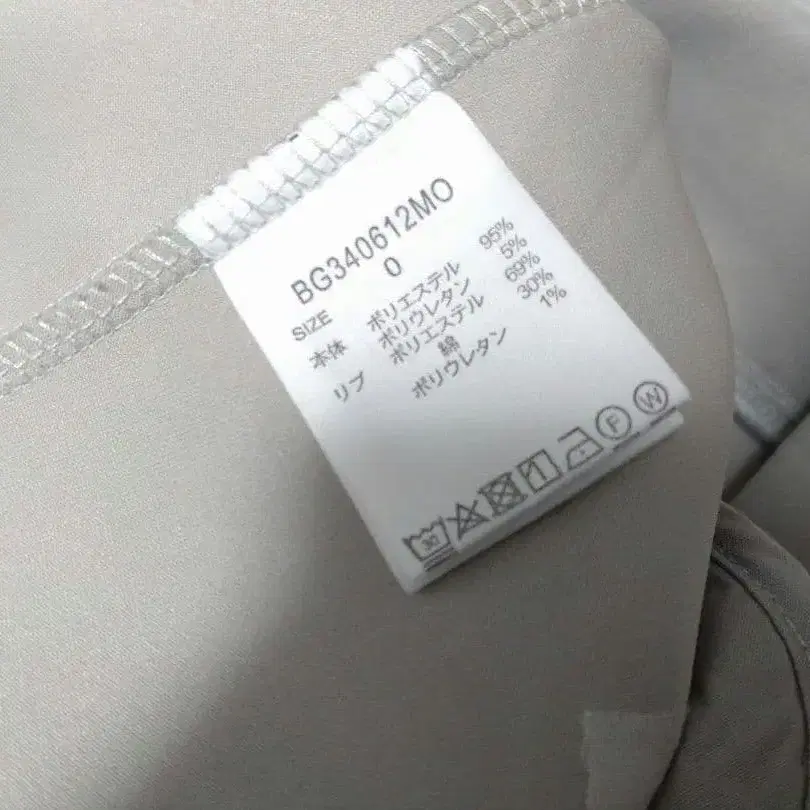 BG340612MO
SIZE 0
本体 ポリエステル 95%
ポリウレタン 5%
リブ ポリエステル 69%
綿 30%
ポリウレタン 1%
30 F W